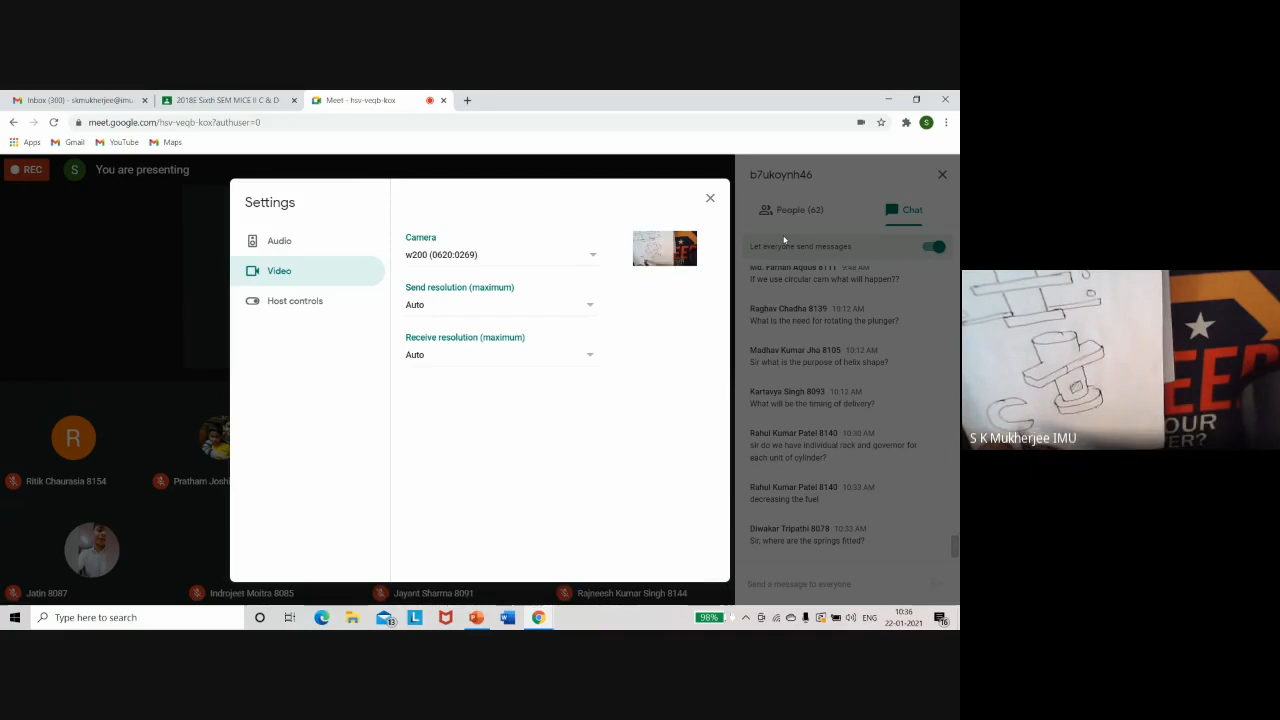 Inbox (300) - skmukherjee@imu.
2018E Sixth SEM MICE II C & D
Meet - hsv-veqb-kox
meet.google.com/hsv-veqb-kox?authuser=0
Apps
Gmail
YouTube
Maps
REC
S
You are presenting
b7ukoynh46
People (62)
Chat
Let everyone send messages
Settings
Audio
Video
Host controls
Camera
w200 (0620:0269)
Send resolution (maximum)
Auto
Receive resolution (maximum)
Auto
9:48 AM
If we use circular cam what will happen??
Raghav Chadha 8139 10:12 AM
What is the need for rotating the plunger?
Madhav Kumar Jha 8105 10:12 AM
Sir what is the purpose of helix shape?
Kartavya Singh 8093 10:12 AM
What will be the timing of delivery?
Rahul Kumar Patel 8140 10:30 AM
sir do we have individual rack and governor for
each unit of cylinder?
Rahul Kumar Patel 8140 10:33 AM
decreasing the fuel
Diwakar Tripathi 8078 10:33 AM
Sir, where are the springs fitted?
Send a message to everyone
R
Ritik Chaurasia 8154
Pratham Joshi
Jatin 8087
Indrojeet Moitra 8085
Jayant Sharma 8091
Rajneesh Kumar Singh 8144
Type here to search
13
98%
ENG
10:36
22-01-2021
16
OUR
S K Mukherjee IMU